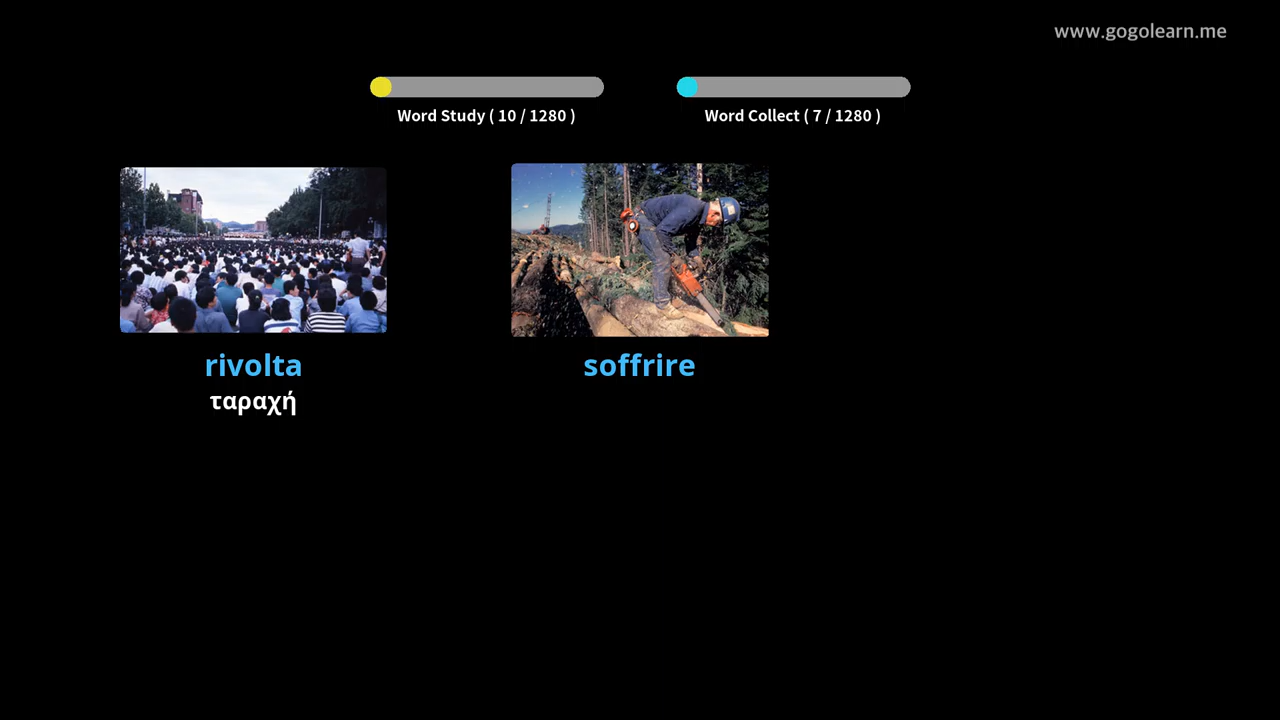 www.gogolearn.me
Word Study ( 10 / 1280 )
Word Collect ( 7 / 1280 )
rivolta
ταραχή
soffrire